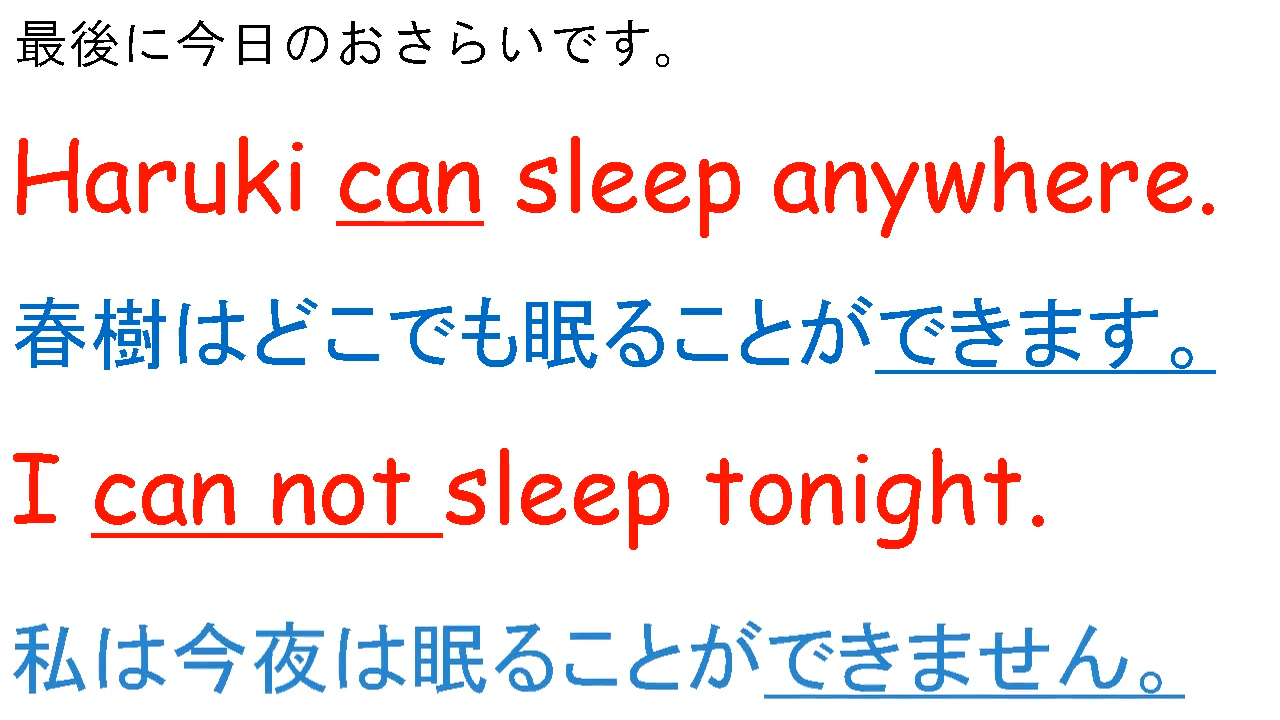 最後に今日のおさらいです。
Haruki can sleep anywhere.
春樹はどこでも眠ることができます。
I can not sleep tonight.
私は今夜は眠ることができません。